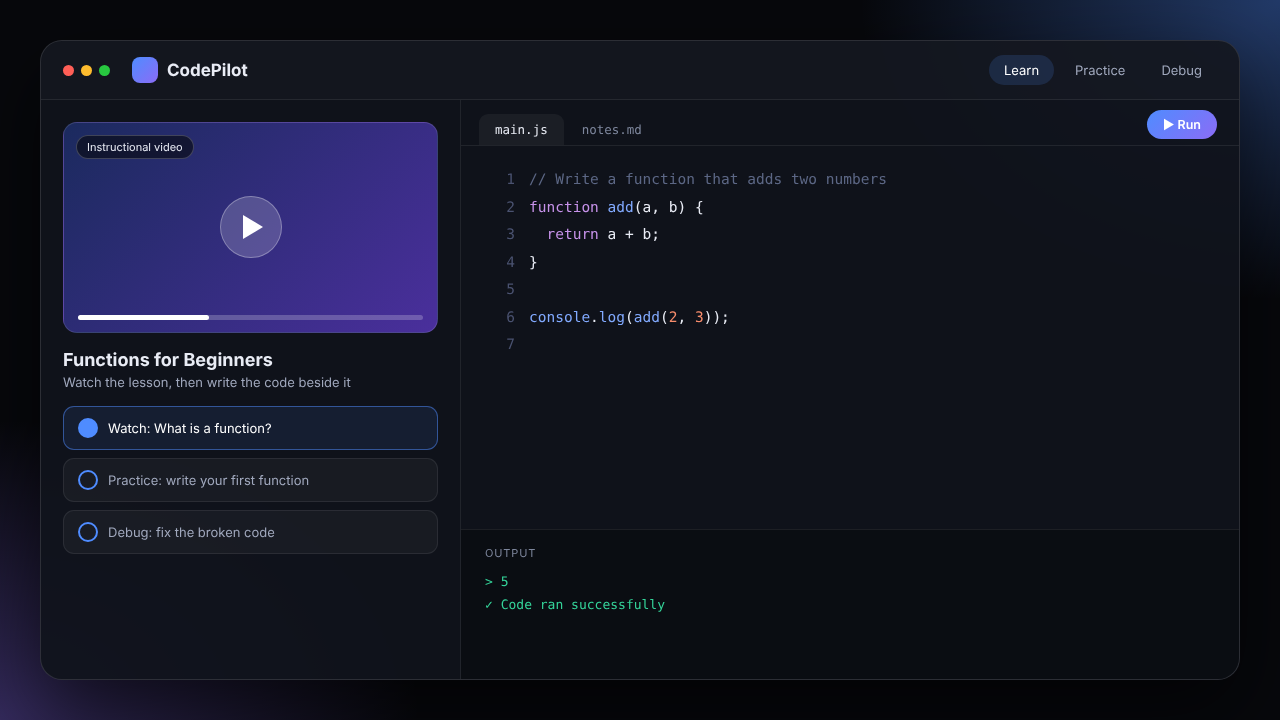 CodePilot
Learn
Practice
Debug
Instructional video
Functions for Beginners
Watch the lesson, then write the code beside it
Watch: What is a function?
Practice: write your first function
Debug: fix the broken code
main.js
notes.md
▶ Run
1 // Write a function that adds two numbers
2 function add(a, b) {
3   return a + b;
4 }
5
6 console.log(add(2, 3));
7
OUTPUT
> 5
✓ Code ran successfully